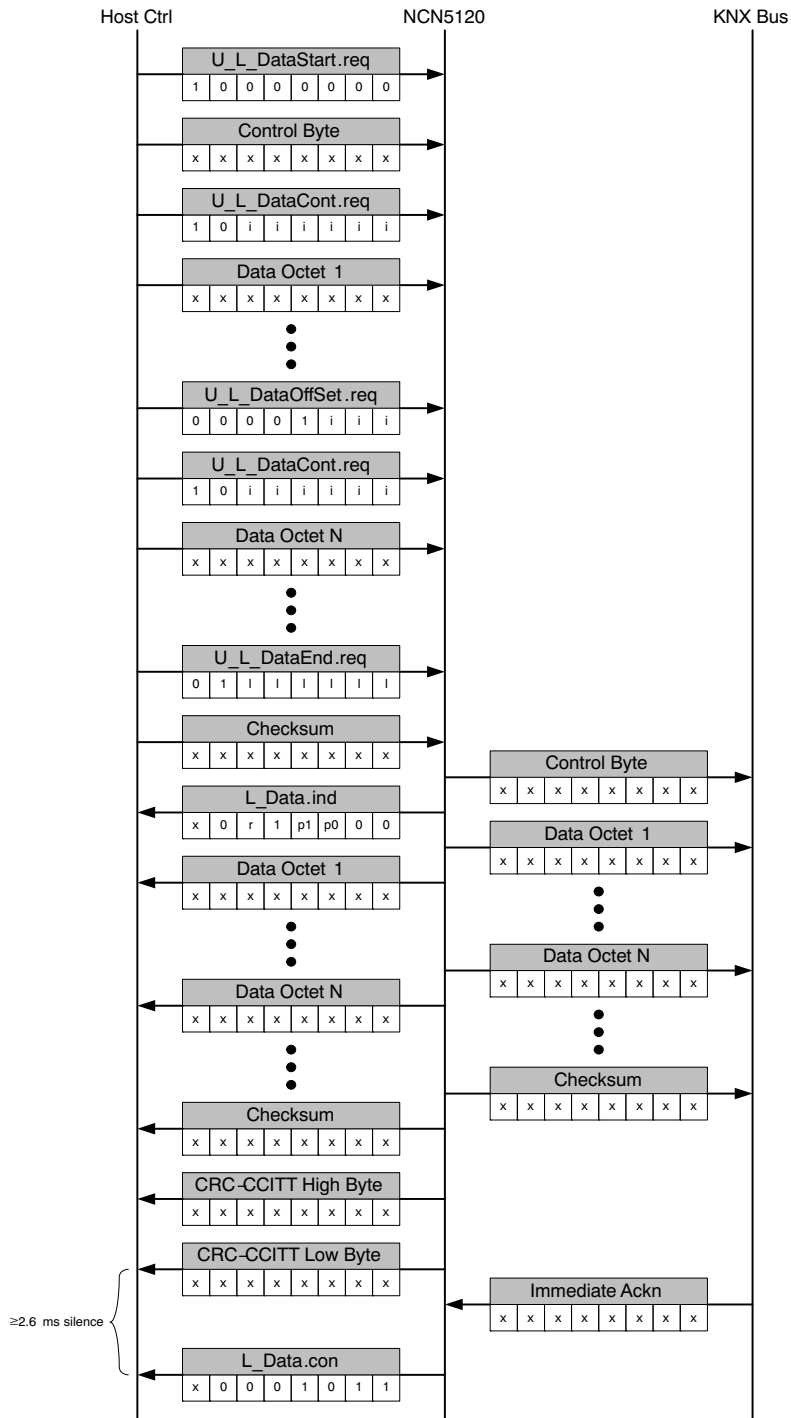 Host Ctrl NCN5120 KNX Bus
U_L_DataStart.req
1 0 0 0 0 0 0 0
Control Byte
x x x x x x x x
U_L_DataCont.req
1 0 i i i i i i
Data Octet 1
x x x x x x x x
U_L_DataOffSet.req
0 0 0 0 1 i i i
U_L_DataCont.req
1 0 i i i i i i
Data Octet N
x x x x x x x x
U_L_DataEnd.req
0 1 l l l l l l
Checksum
x x x x x x x x
Control Byte
x x x x x x x x
L_Data.ind
x 0 r 1 p1 p0 0 0
Data Octet 1
x x x x x x x x
Data Octet 1
x x x x x x x x
Data Octet N
x x x x x x x x
Data Octet N
x x x x x x x x
Checksum
x x x x x x x x
Checksum
x x x x x x x x
CRC-CCITT High Byte
x x x x x x x x
CRC-CCITT Low Byte
x x x x x x x x
Immediate Ackn
x x x x x x x x
≥2.6 ms silence
L_Data.con
x 0 0 0 1 0 1 1